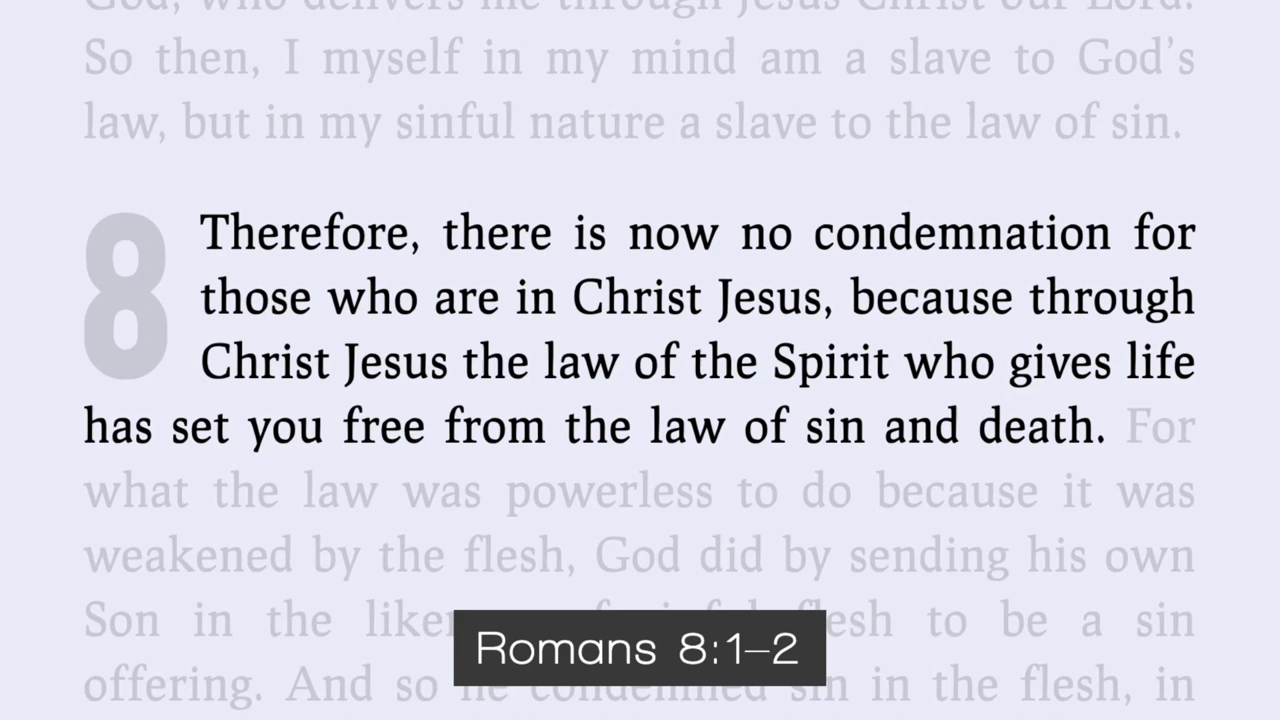 God, who delivers me through Jesus Christ our Lord!
So then, I myself in my mind am a slave to God's
law, but in my sinful nature a slave to the law of sin.
8
Therefore, there is now no condemnation for
those who are in Christ Jesus, because through
Christ Jesus the law of the Spirit who gives life
has set you free from the law of sin and death. For
what the law was powerless to do because it was
weakened by the flesh, God did by sending his own
Son in the flesh to be a sin
Romans 8:1–2
offering. And so he condemned sin in the flesh, in